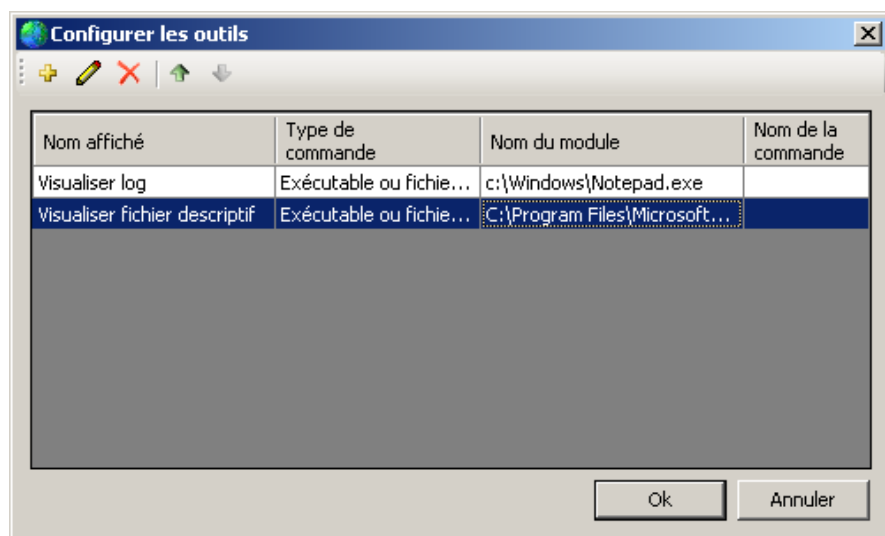 Configurer les outils
Nom affiché
Type de
commande
Nom du module
Nom de la
commande
Visualiser log
Exécutable ou fichie...
c:\Windows\Notepad.exe
Visualiser fichier descriptif
Exécutable ou fichie...
C:\Program Files\Microsoft...
Ok
Annuler